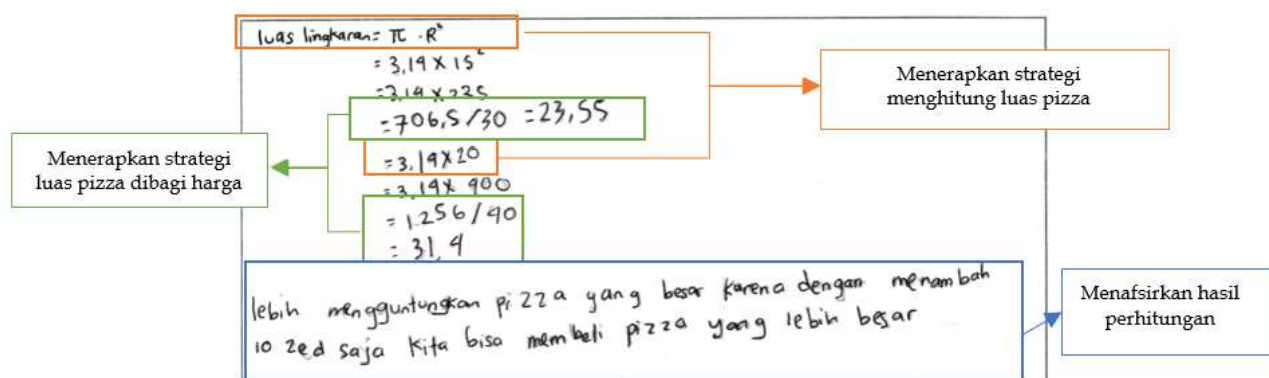 luas lingkaran = π . R²
= 3,14 x 15²
= 3,14 x 225
= 706,5/30 = 23,55
= 3,14 x 20
= 3,14 x 400
= 1.256/40
= 31,4
lebih mengguntungkan pizza yang besar karena dengan menambah
10 zed saja kita bisa membeli pizza yang lebih besar
Menerapkan strategi
menghitung luas pizza
Menerapkan strategi
luas pizza dibagi harga
Menafsirkan hasil
perhitungan